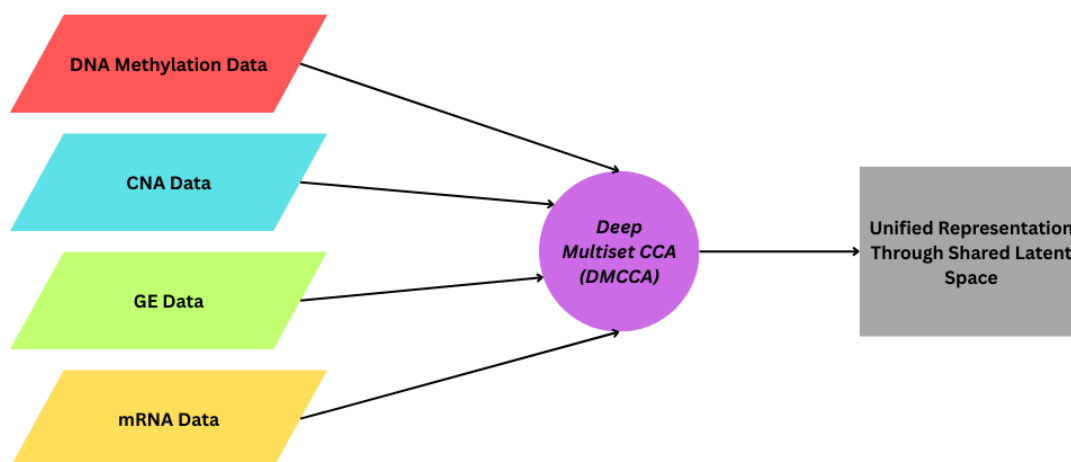 DNA Methylation Data
CNA Data
GE Data
mRNA Data
Deep
Multiset CCA
(DMCCA)
Unified Representation
Through Shared Latent
Space